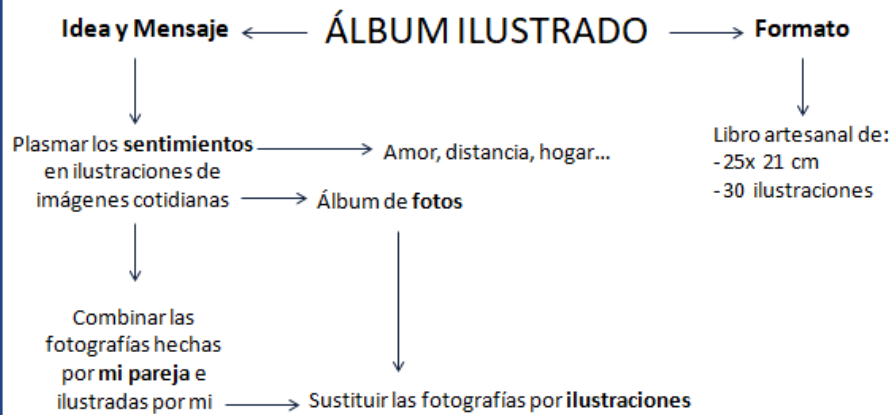 ÁLBUM ILUSTRADO
Idea y Mensaje
Formato
Plasmar los sentimientos
en ilustraciones de
imágenes cotidianas
Amor, distancia, hogar...
Álbum de fotos
Libro artesanal de:
-25x 21 cm
-30 ilustraciones
Combinar las
fotografías hechas
por mi pareja e
ilustradas por mi
Sustituir las fotografías por ilustraciones